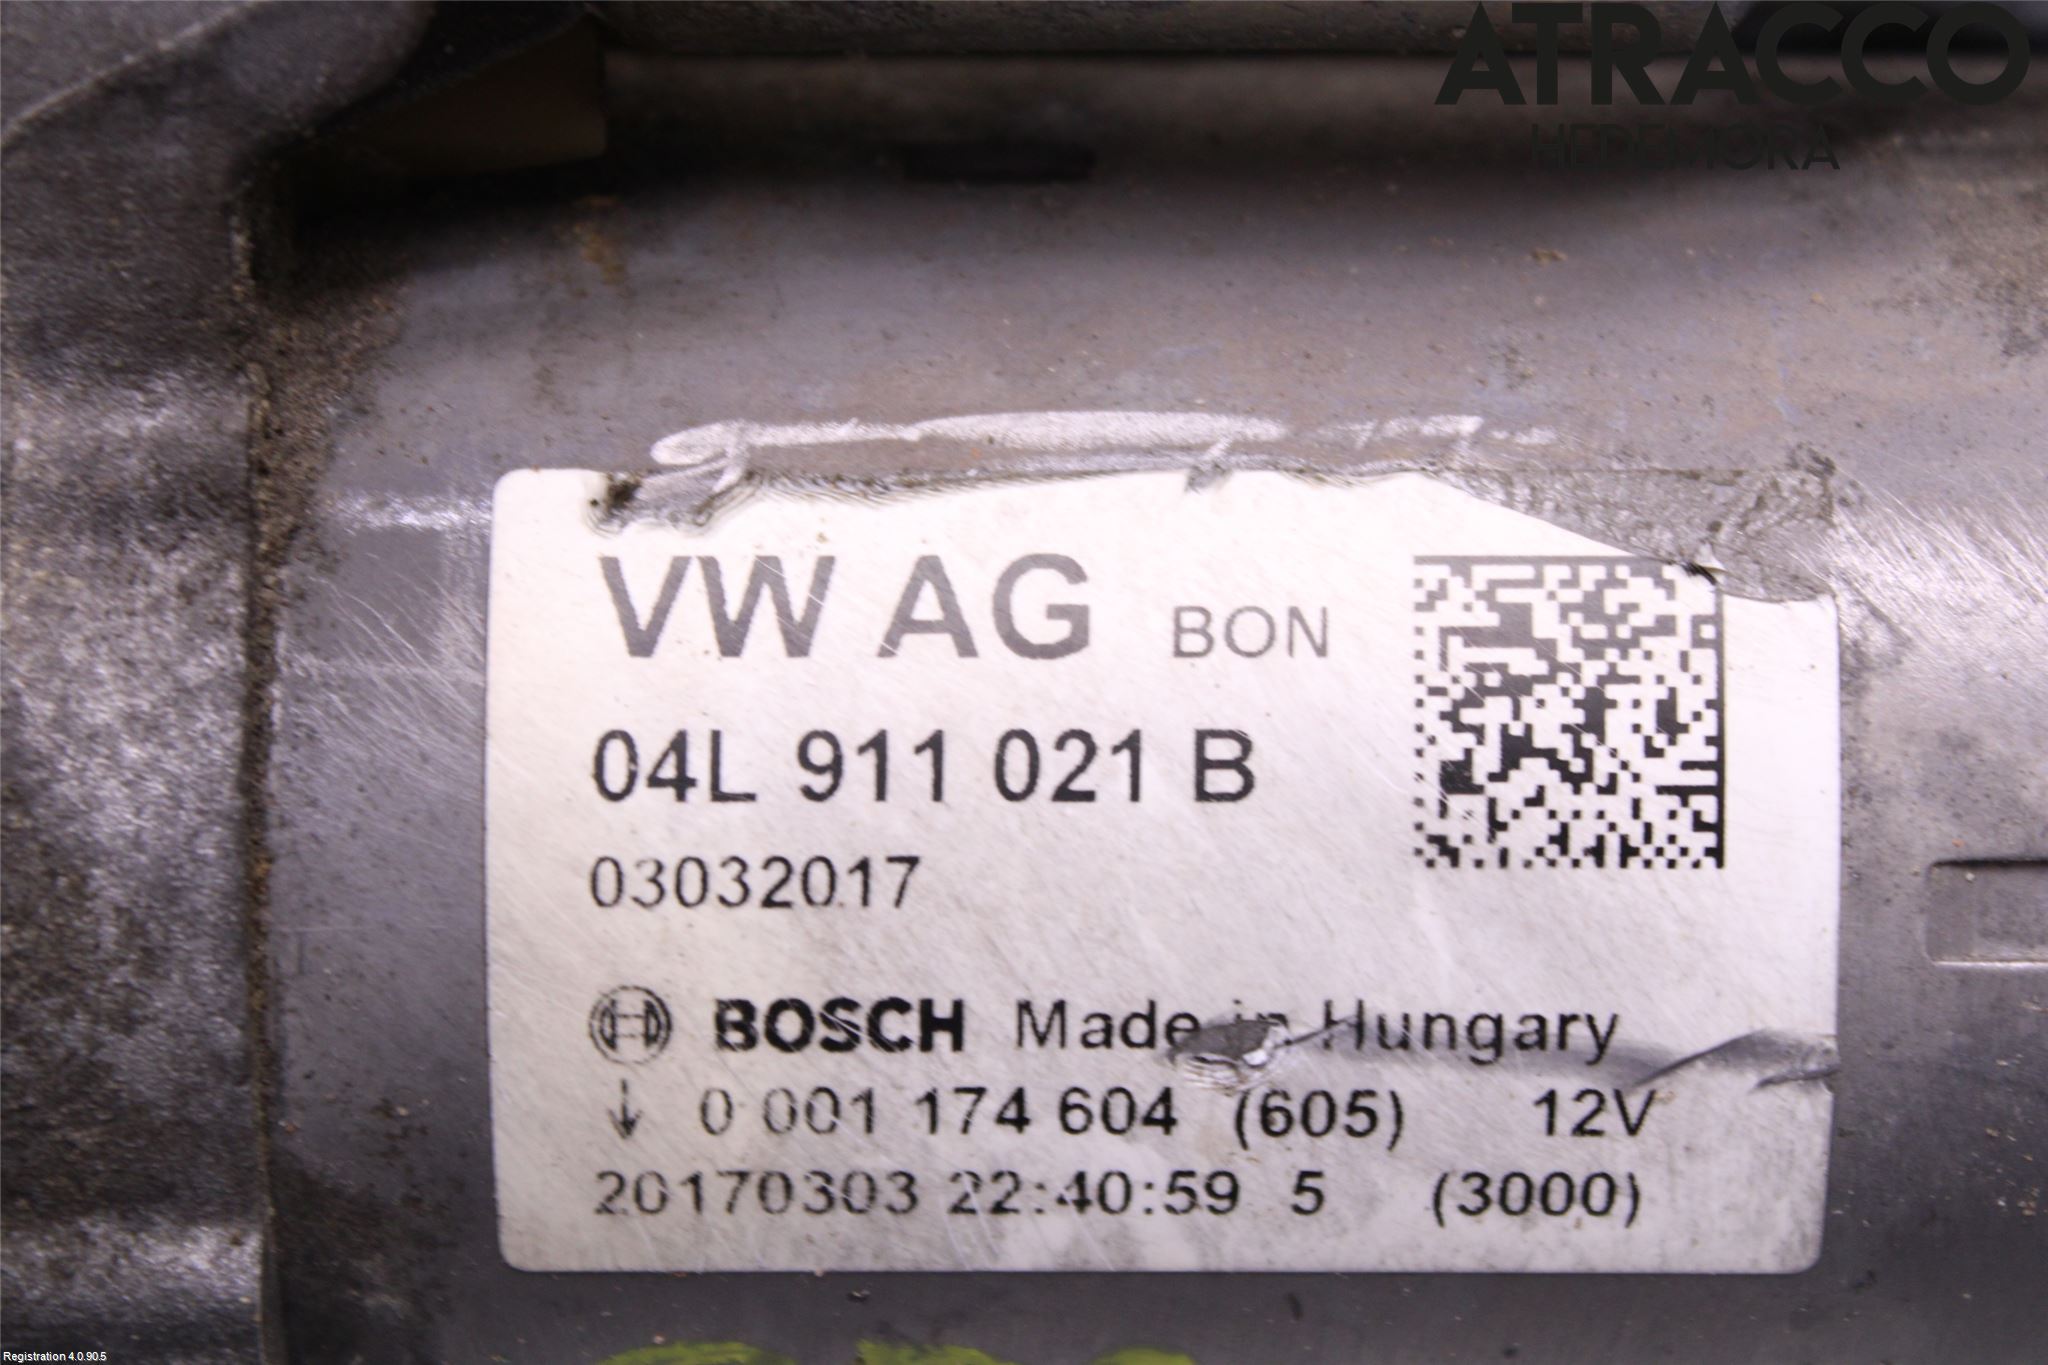 ATRACCO
HEDEMORA
VW AG BON
04L 911 021 B
03032017
BOSCH Made in Hungary
↓ 0 001 174 604 (605) 12V
20170303 22:40:59 5 (3000)
Registration 4.0.90.5